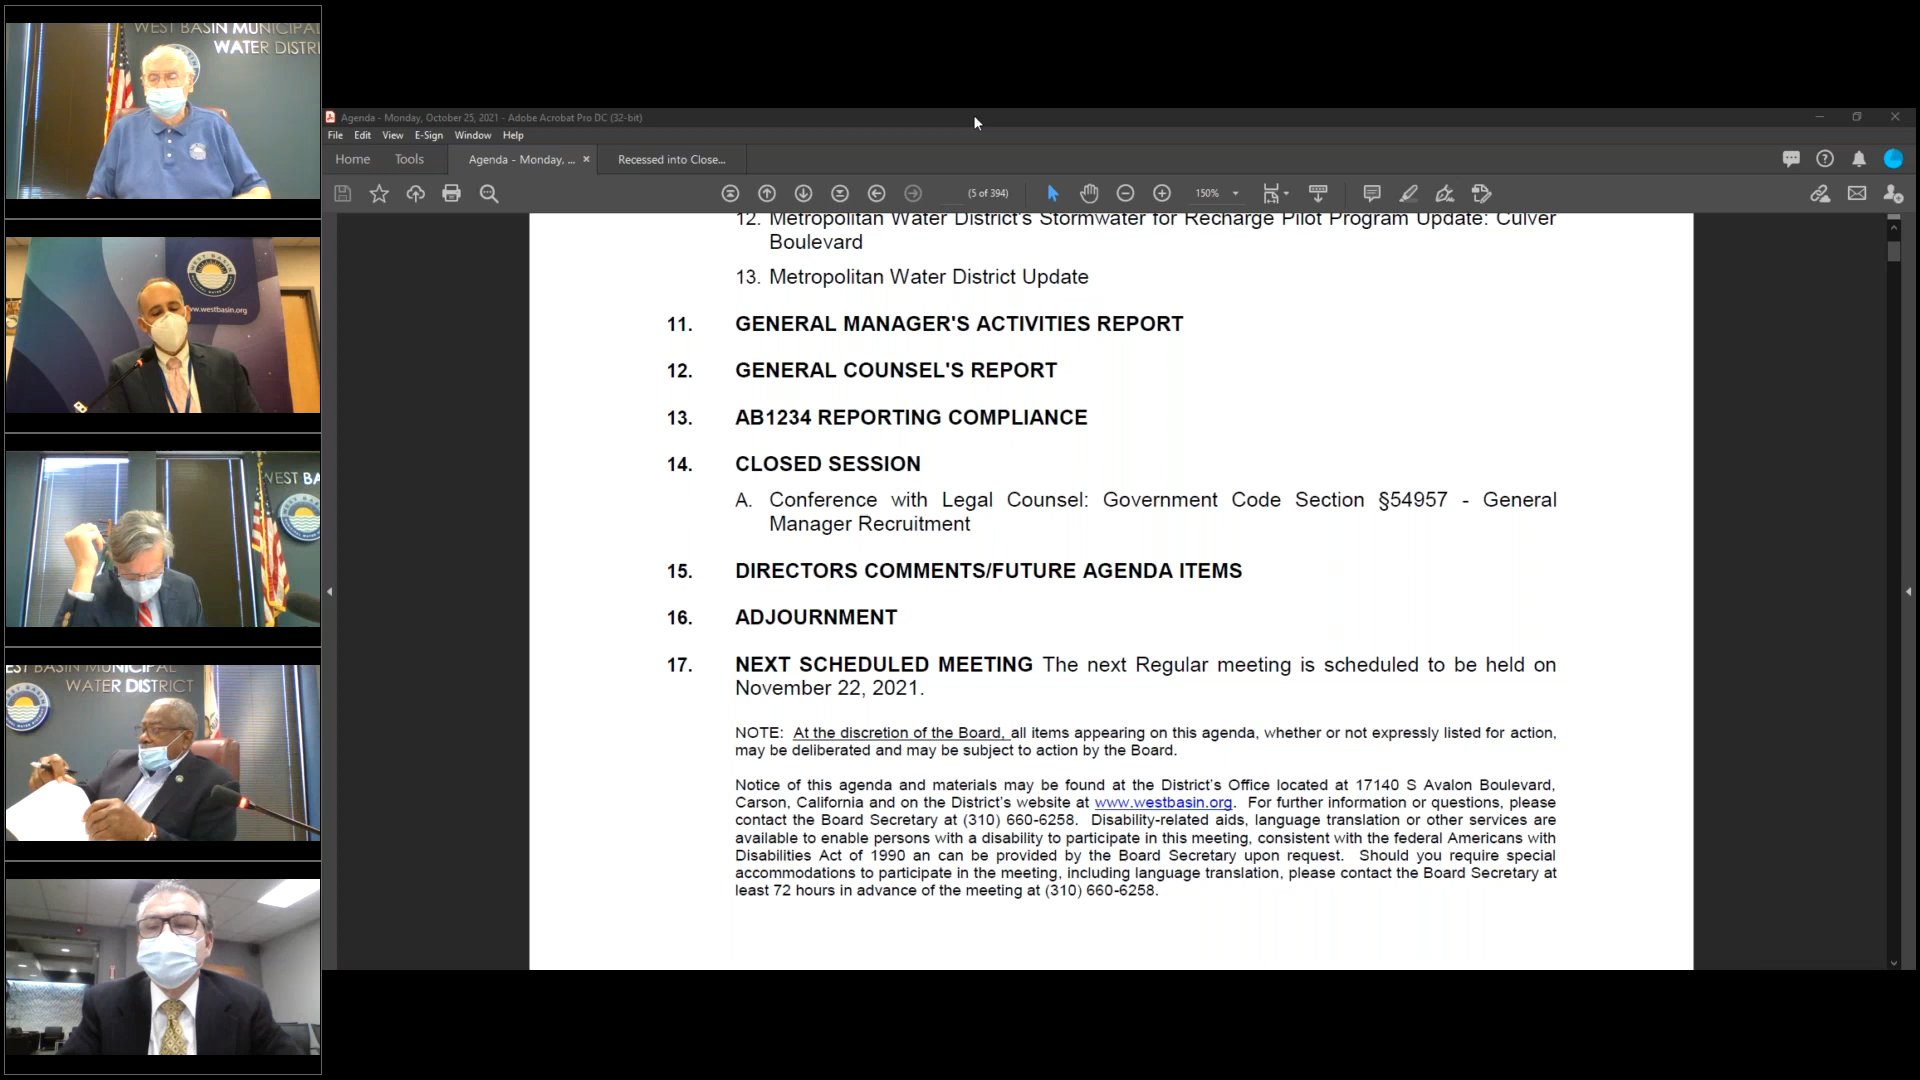 WEST BASIN MUNICIPAL
WATER DISTRI
WEST BASIN
www.westbasin.org
WEST BA
EST BASIN MUNICIPAL
WATER DISTRICT
Agenda - Monday, October 25, 2021 - Adobe Acrobat Pro DC (32-bit)
File Edit View E-Sign Window Help
Home Tools Agenda - Monday, ... × Recessed into Close...
(5 of 394) 150%
12. Metropolitan Water District's Stormwater for Recharge Pilot Program Update: Culver
Boulevard
13. Metropolitan Water District Update
11. GENERAL MANAGER'S ACTIVITIES REPORT
12. GENERAL COUNSEL'S REPORT
13. AB1234 REPORTING COMPLIANCE
14. CLOSED SESSION
A. Conference with Legal Counsel: Government Code Section §54957 - General
Manager Recruitment
15. DIRECTORS COMMENTS/FUTURE AGENDA ITEMS
16. ADJOURNMENT
17. NEXT SCHEDULED MEETING The next Regular meeting is scheduled to be held on
November 22, 2021.
NOTE: At the discretion of the Board, all items appearing on this agenda, whether or not expressly listed for action,
may be deliberated and may be subject to action by the Board.
Notice of this agenda and materials may be found at the District's Office located at 17140 S Avalon Boulevard,
Carson, California and on the District's website at www.westbasin.org. For further information or questions, please
contact the Board Secretary at (310) 660-6258. Disability-related aids, language translation or other services are
available to enable persons with a disability to participate in this meeting, consistent with the federal Americans with
Disabilities Act of 1990 an can be provided by the Board Secretary upon request. Should you require special
accommodations to participate in the meeting, including language translation, please contact the Board Secretary at
least 72 hours in advance of the meeting at (310) 660-6258.